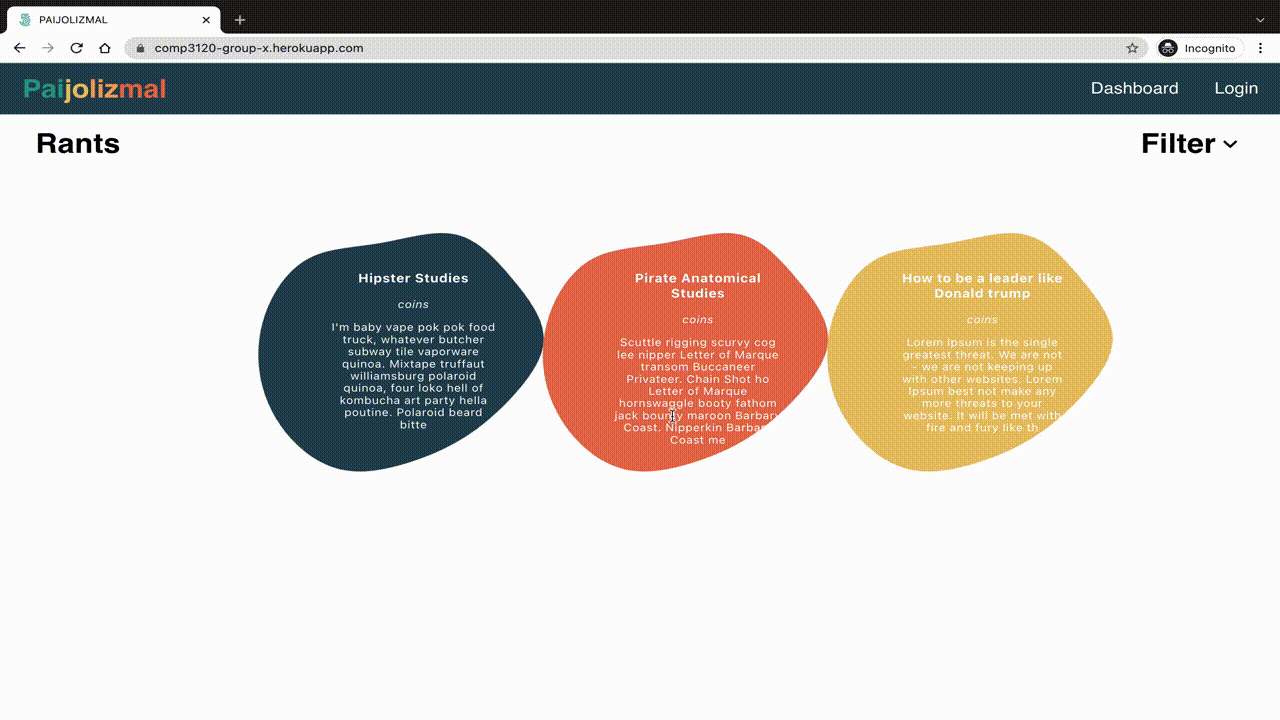 PAIJOLIZMAL
comp3120-group-x.herokuapp.com
Incognito
Paijolizmal
Dashboard
Login
Rants
Filter
Hipster Studies
coins
I'm baby vape pok pok food
truck, whatever butcher
subway tile vaporware
quinoa. Mixtape truffaut
williamsburg polaroid
quinoa, four loko hell of
kombucha art party hella
poutine. Polaroid beard
bitte
Pirate Anatomical
Studies
coins
Scuttle rigging scurvy cog
lee nipper Letter of Marque
transom Buccaneer
Privateer. Chain Shot ho
Letter of Marque
hornswaggle booty fathom
jack bounty maroon Barbary
Coast. Nipperkin Barbary
Coast me
How to be a leader like
Donald trump
coins
Lorem Ipsum is the single
greatest threat. We are not
- we are not keeping up
with other websites. Lorem
Ipsum best not make any
more threats to your
website. It will be met with
fire and fury like th